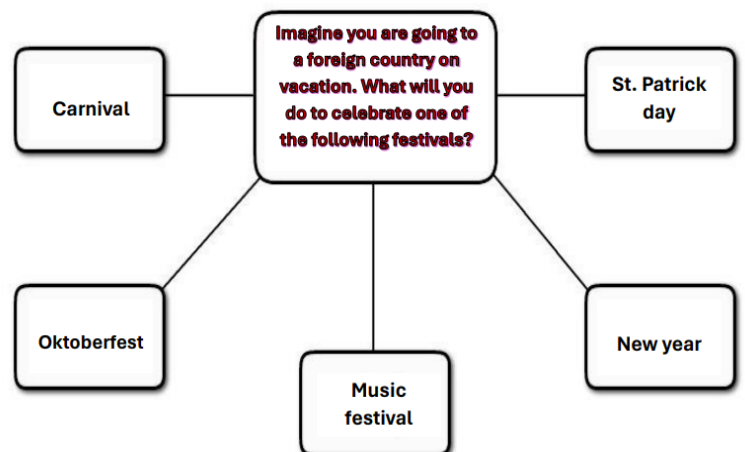 Imagine you are going to
a foreign country on
vacation. What will you
do to celebrate one of
the following festivals?
Carnival
St. Patrick
day
Oktoberfest
New year
Music
festival